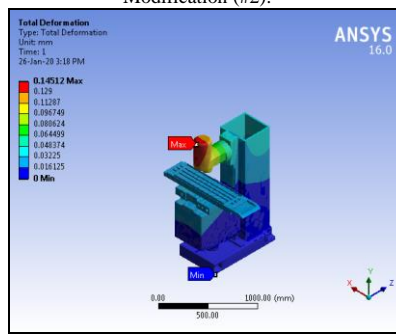 Modification (#2).
Total Deformation
Type: Total Deformation
Unit: mm
Time: 1
26-Jan-20 3:18 PM
0.14512 Max
0.129
0.11287
0.096749
0.080624
0.064499
0.048374
0.03225
0.016125
0 Min
ANSYS
16.0
Max
Min
0.00
1000.00 (mm)
500.00
Y
X
Z